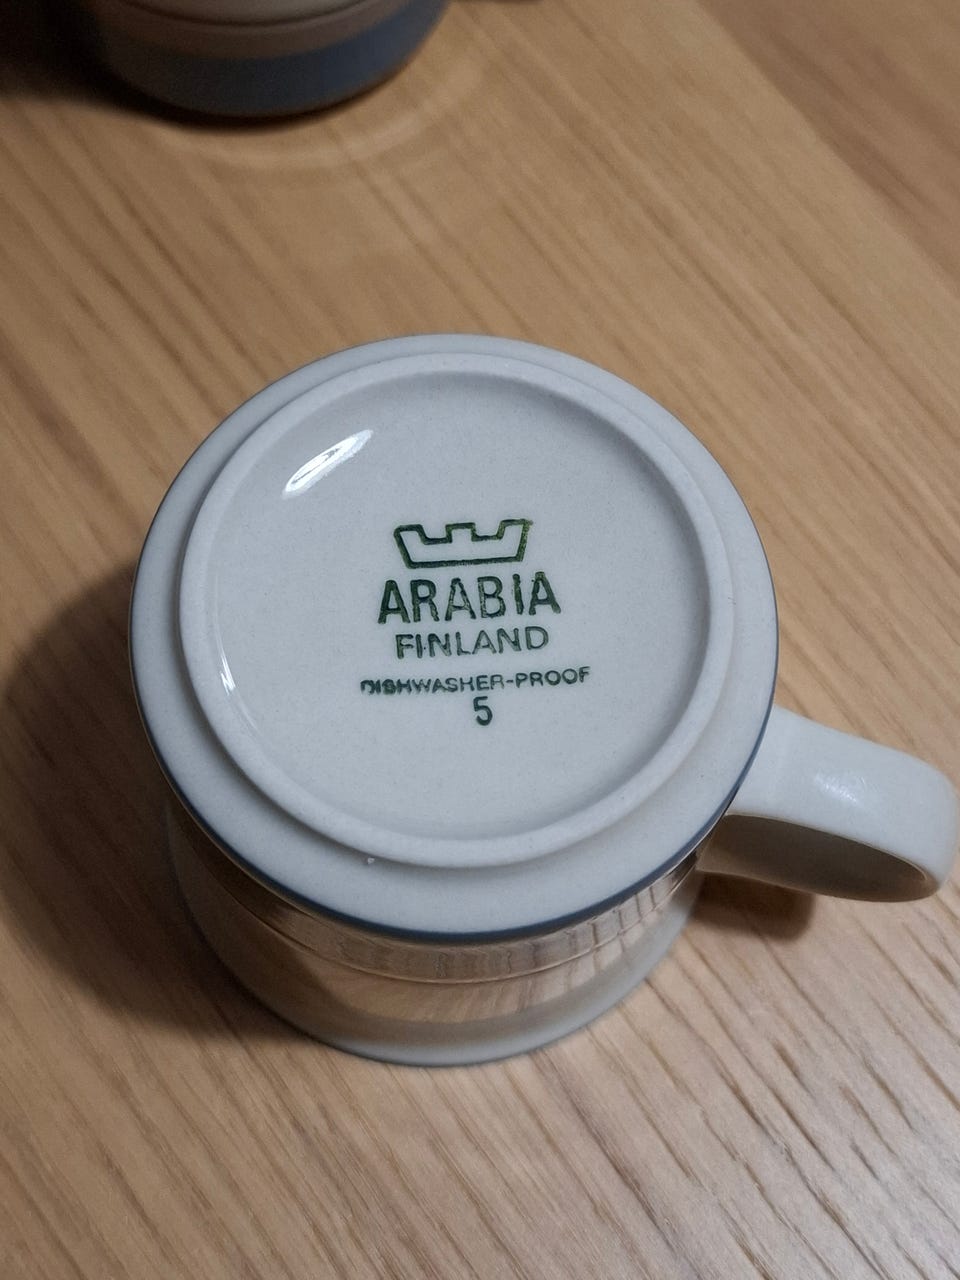 ARABIA
FINLAND
DISHWASHER-PROOF
5